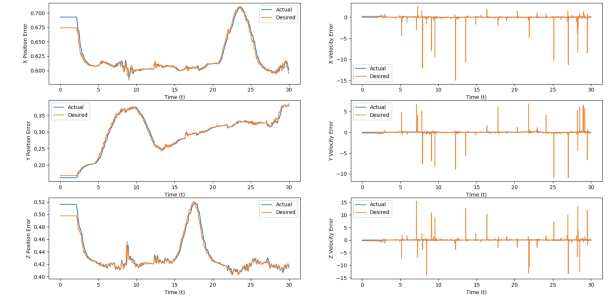 X Position Error
0.700
0.675
0.650
0.625
0.600
Actual
Desired
0 5 10 15 20 25 30
Time (t)
X Velocity Error
5
0
−5
−10
−15
Actual
Desired
0 5 10 15 20 25 30
Time (t)
Y Position Error
0.35
0.30
0.25
0.20
Actual
Desired
0 5 10 15 20 25 30
Time (t)
Y Velocity Error
5
0
−5
−10
Actual
Desired
0 5 10 15 20 25 30
Time (t)
Z Position Error
0.52
0.50
0.48
0.46
0.44
0.42
0.40
Actual
Desired
0 5 10 15 20 25 30
Time (t)
Z Velocity Error
15
10
5
0
−5
−10
−15
Actual
Desired
0 5 10 15 20 25 30
Time (t)